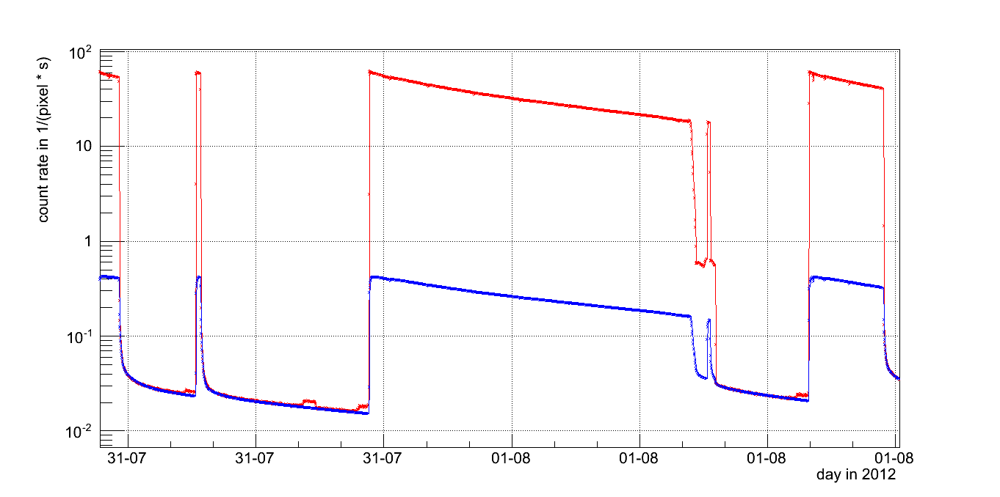 count rate in 1/(pixel * s)
10²
10
1
10⁻¹
10⁻²
31-07 31-07 31-07 01-08 01-08 01-08 01-08
day in 2012